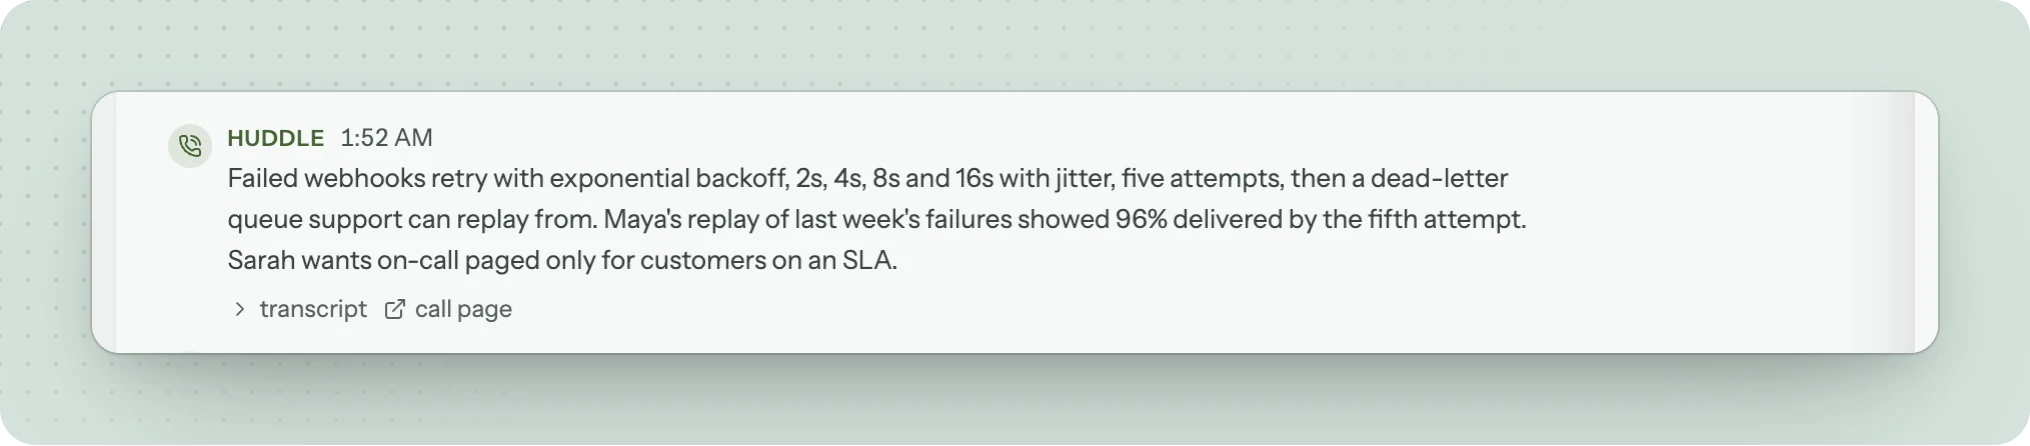 HUDDLE 1:52 AM
Failed webhooks retry with exponential backoff, 2s, 4s, 8s and 16s with jitter, five attempts, then a dead-letter
queue support can replay from. Maya's replay of last week's failures showed 96% delivered by the fifth attempt.
Sarah wants on-call paged only for customers on an SLA.
transcript call page